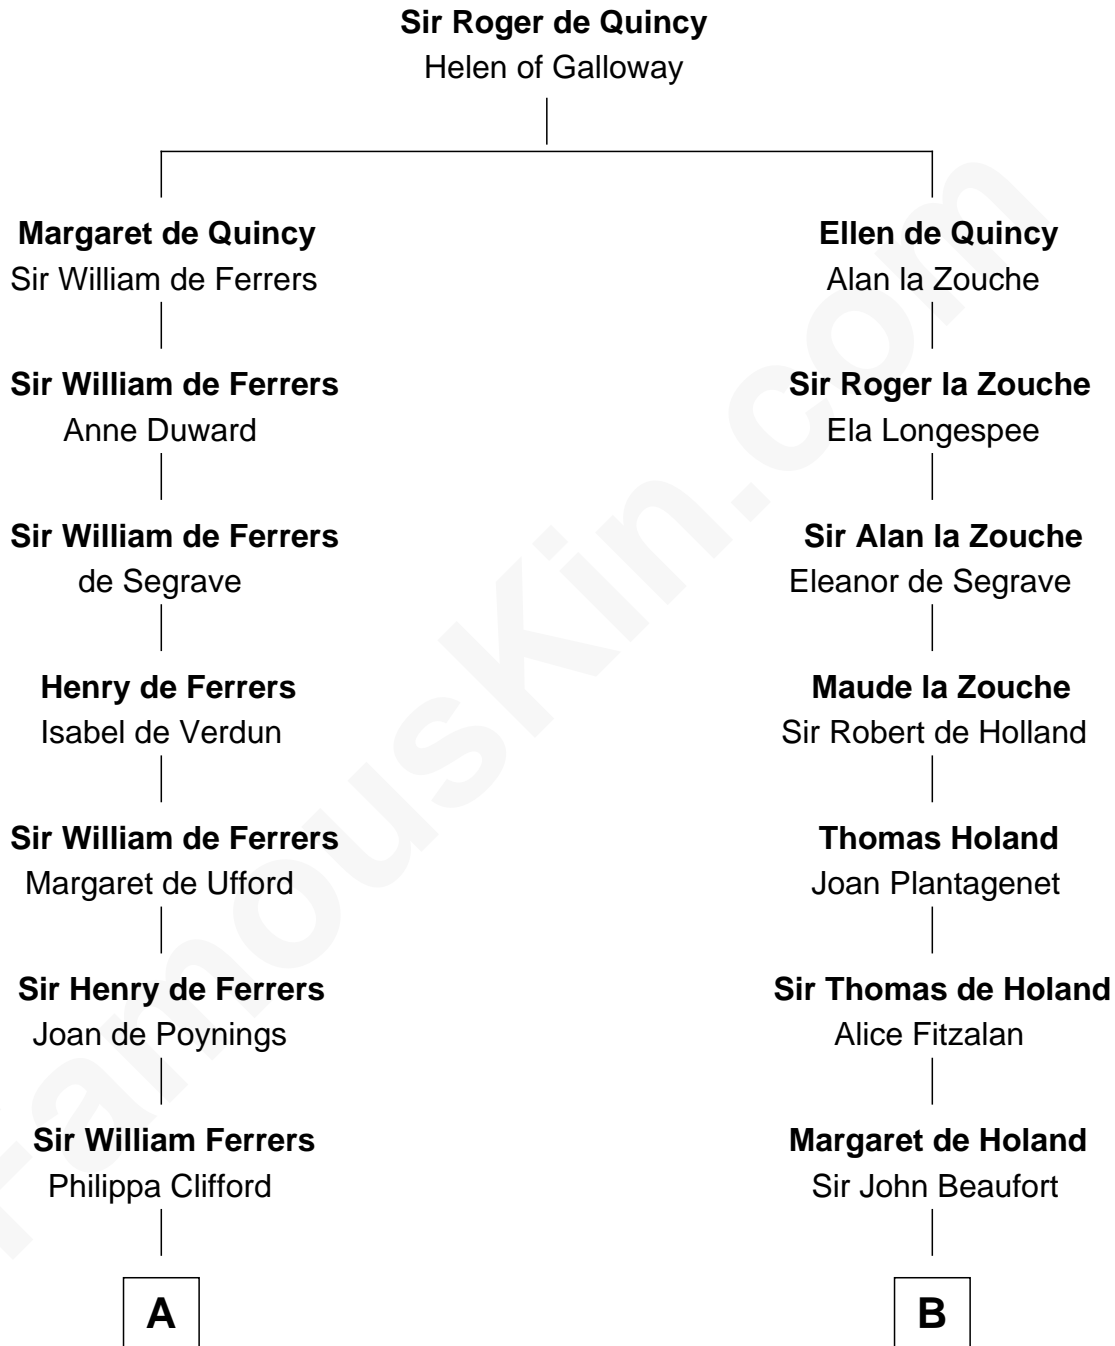 Sir Roger de Quincy
Helen of Galloway
Margaret de Quincy
Sir William de Ferrers
Ellen de Quincy
Alan la Zouche
Sir William de Ferrers
Anne Duward
Sir Roger la Zouche
Ela Longespee
Sir William de Ferrers
de Segrave
Sir Alan la Zouche
Eleanor de Segrave
Henry de Ferrers
Isabel de Verdun
Maude la Zouche
Sir Robert de Holland
Sir William de Ferrers
Margaret de Ufford
Thomas Holand
Joan Plantagenet
Sir Henry de Ferrers
Joan de Poynings
Sir Thomas de Holand
Alice Fitzalan
Sir William Ferrers
Philippa Clifford
Margaret de Holand
Sir John Beaufort
A
B
FamousKin.com